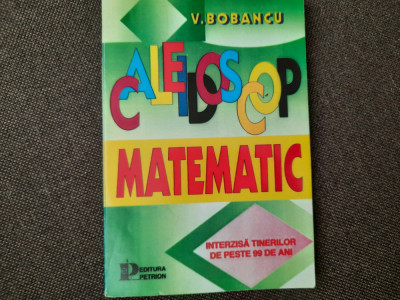 V. BOBANCU
CALEIDOSCOP
MATEMATIC
INTERZISĂ TINERILOR
DE PESTE 99 DE ANI
EDITURA
PETRION